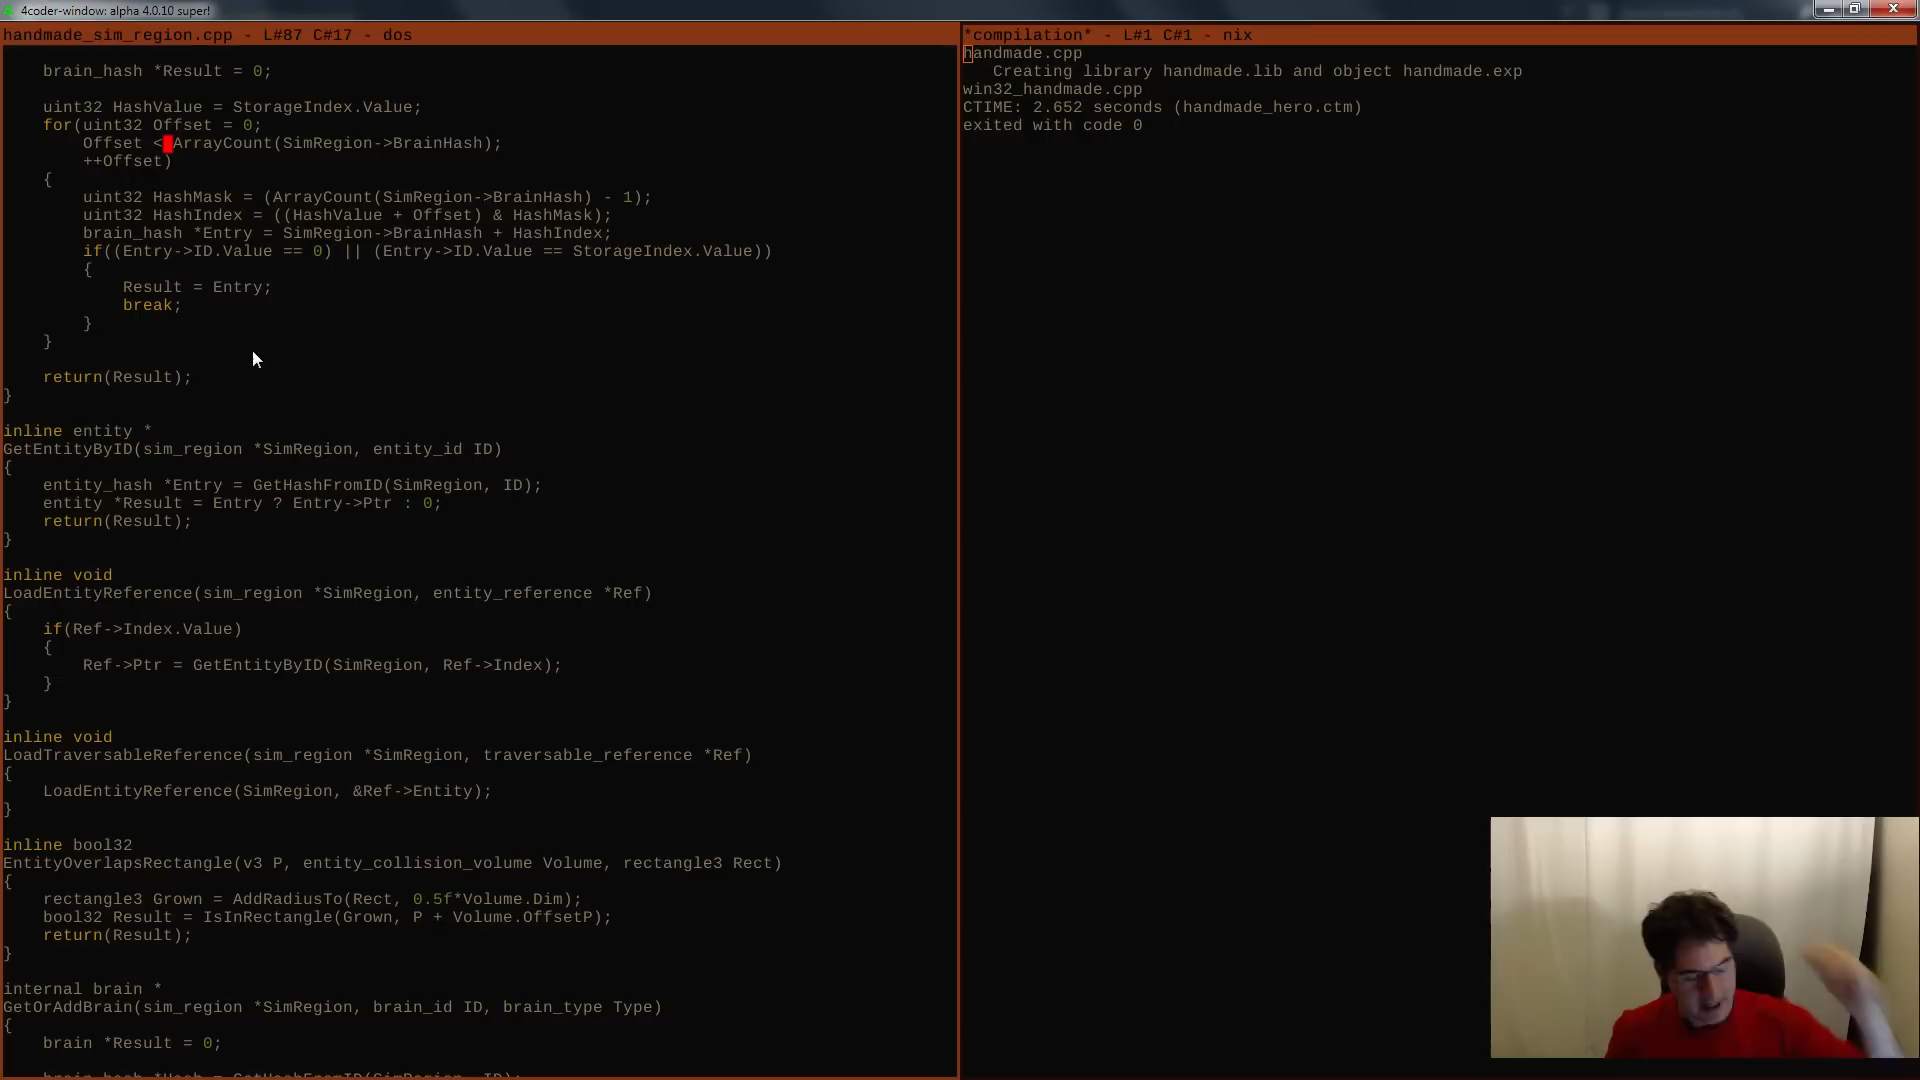 4coder-window: alpha 4.0.10 super!
handmade_sim_region.cpp - L#87 C#17 - dos
brain_hash *Result = 0;
uint32 HashValue = StorageIndex.Value;
for(uint32 Offset = 0;
Offset < ArrayCount(SimRegion->BrainHash);
++Offset)
{
uint32 HashMask = (ArrayCount(SimRegion->BrainHash) - 1);
uint32 HashIndex = ((HashValue + Offset) & HashMask);
brain_hash *Entry = SimRegion->BrainHash + HashIndex;
if((Entry->ID.Value == 0) || (Entry->ID.Value == StorageIndex.Value))
{
Result = Entry;
break;
}
}
return(Result);
}
inline entity *
GetEntityByID(sim_region *SimRegion, entity_id ID)
{
entity_hash *Entry = GetHashFromID(SimRegion, ID);
entity *Result = Entry ? Entry->Ptr : 0;
return(Result);
}
inline void
LoadEntityReference(sim_region *SimRegion, entity_reference *Ref)
{
if(Ref->Index.Value)
{
Ref->Ptr = GetEntityByID(SimRegion, Ref->Index);
}
}
inline void
LoadTraversableReference(sim_region *SimRegion, traversable_reference *Ref)
{
LoadEntityReference(SimRegion, &Ref->Entity);
}
inline bool32
EntityOverlapsRectangle(v3 P, entity_collision_volume Volume, rectangle3 Rect)
{
rectangle3 Grown = AddRadiusTo(Rect, 0.5f*Volume.Dim);
bool32 Result = IsInRectangle(Grown, P + Volume.OffsetP);
return(Result);
}
internal brain *
GetOrAddBrain(sim_region *SimRegion, brain_id ID, brain_type Type)
{
brain *Result = 0;
brain_hash *Hash = GetHashFromID(SimRegion, ID);
*compilation* - L#1 C#1 - nix
handmade.cpp
Creating library handmade.lib and object handmade.exp
win32_handmade.cpp
CTIME: 2.652 seconds (handmade_hero.ctm)
exited with code 0